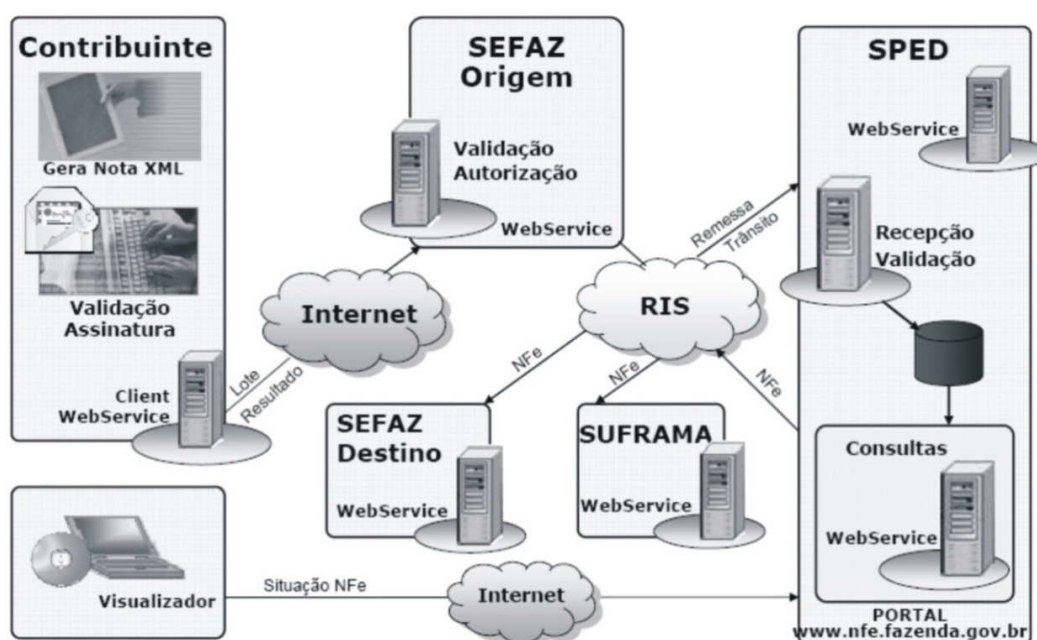 Contribuinte
Gera Nota XML
Validação
Assinatura
Client
WebService
Lote
Resultado
Internet
SEFAZ
Origem
Validação
Autorização
WebService
RIS
Remessa
Trânsito
NFe
NFe
NFe
SEFAZ
Destino
WebService
SUFRAMA
WebService
SPED
WebService
Recepção
Validação
Consultas
WebService
PORTAL
www.nfe.fazenda.gov.br
Visualizador
Situação NFe
Internet